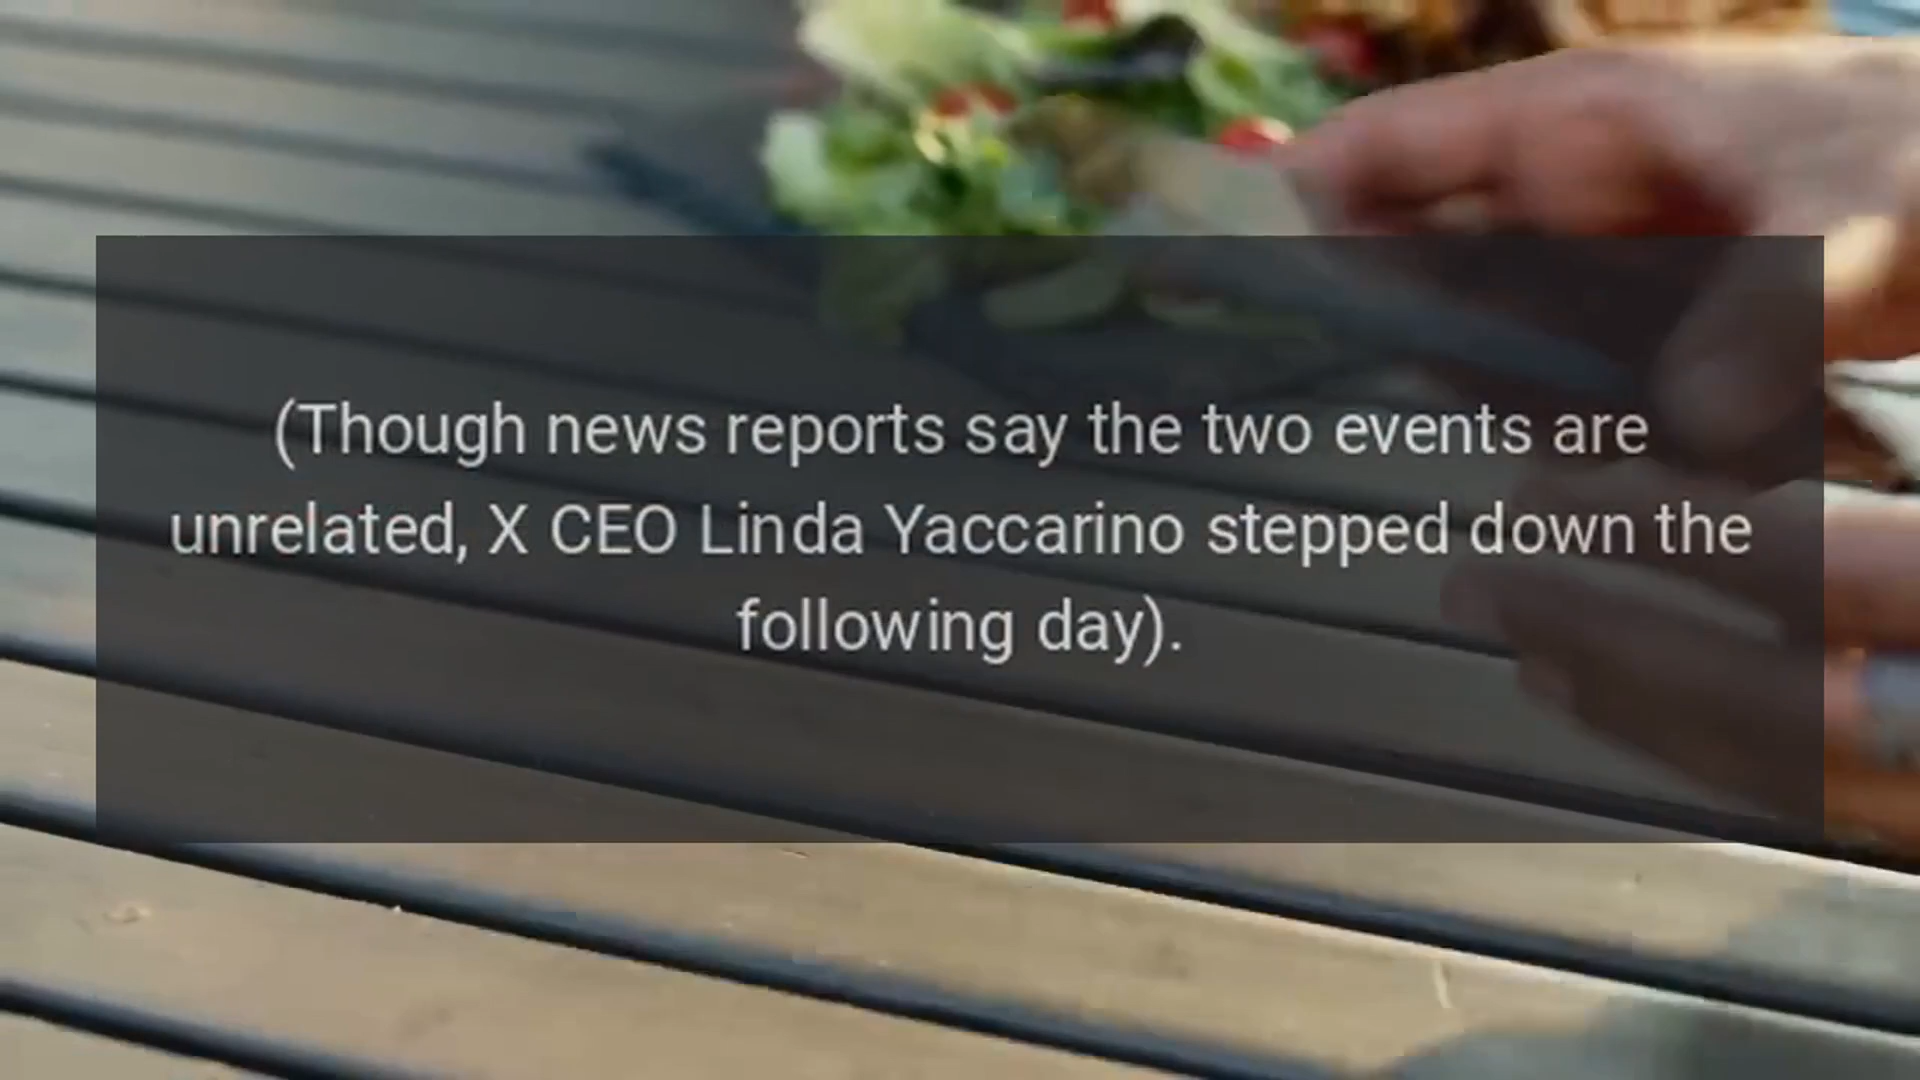 (Though news reports say the two events are
unrelated, X CEO Linda Yaccarino stepped down the
following day).